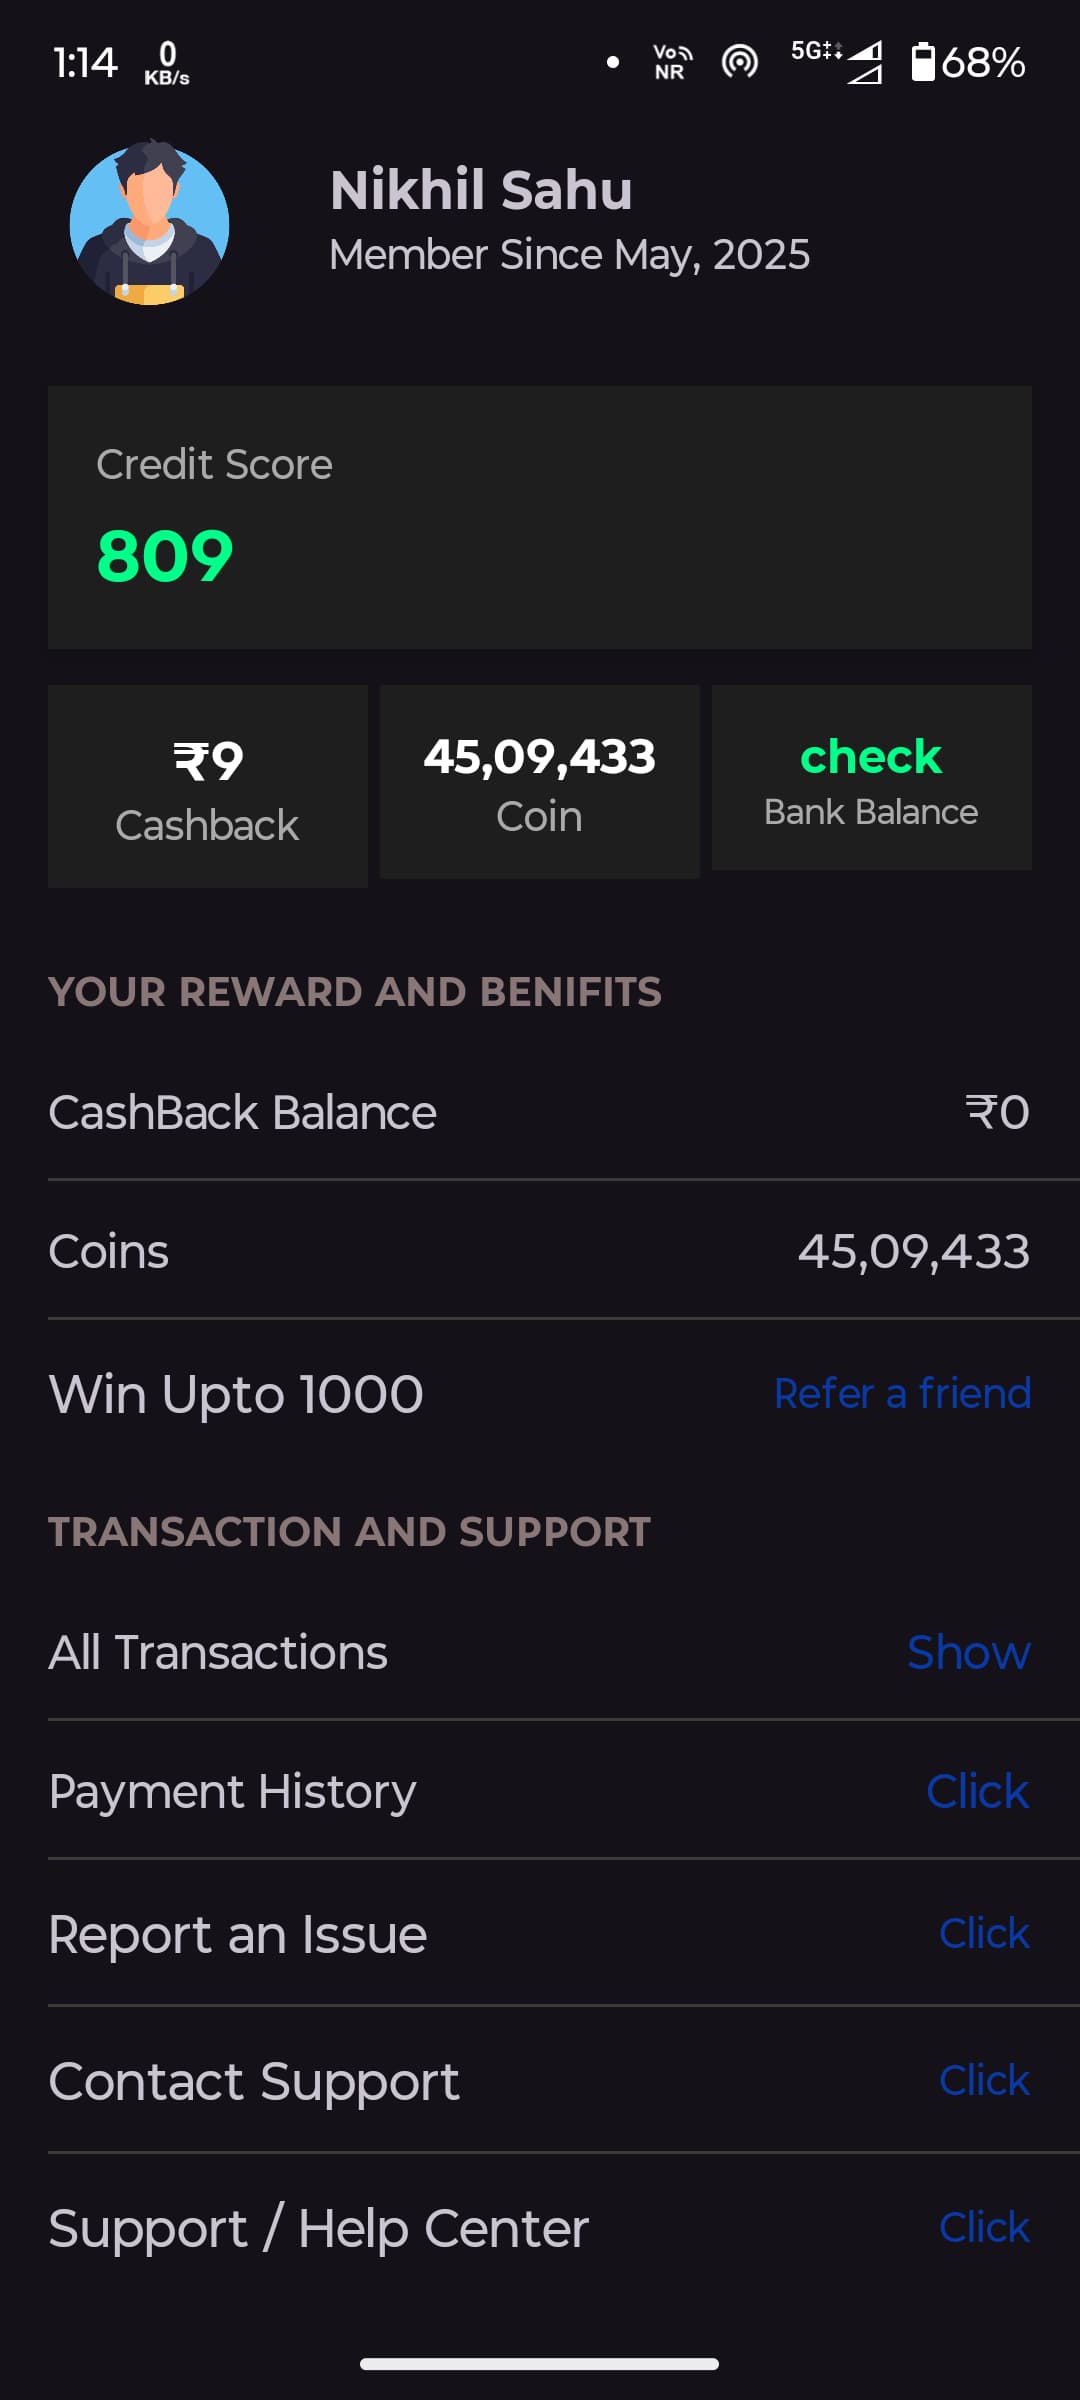 1:14
0
KB/s
Vo
NR
5G
68%
Nikhil Sahu
Member Since May, 2025
Credit Score
809
₹9
Cashback
45,09,433
Coin
check
Bank Balance
YOUR REWARD AND BENIFITS
CashBack Balance ₹0
Coins 45,09,433
Win Upto 1000 Refer a friend
TRANSACTION AND SUPPORT
All Transactions Show
Payment History Click
Report an Issue Click
Contact Support Click
Support / Help Center Click